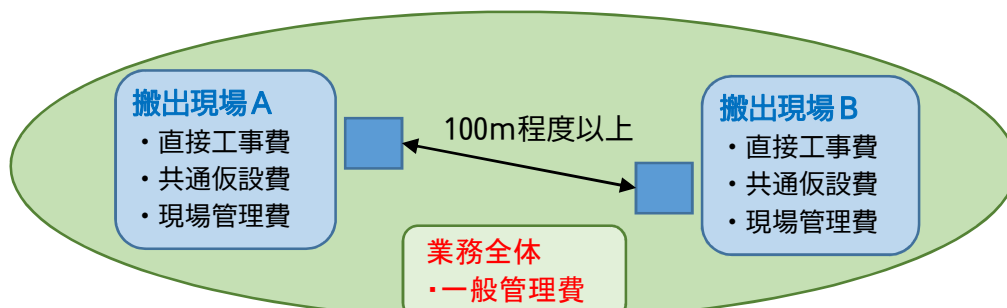 搬出現場A
・直接工事費
・共通仮設費
・現場管理費
100m程度以上
搬出現場B
・直接工事費
・共通仮設費
・現場管理費
業務全体
・一般管理費